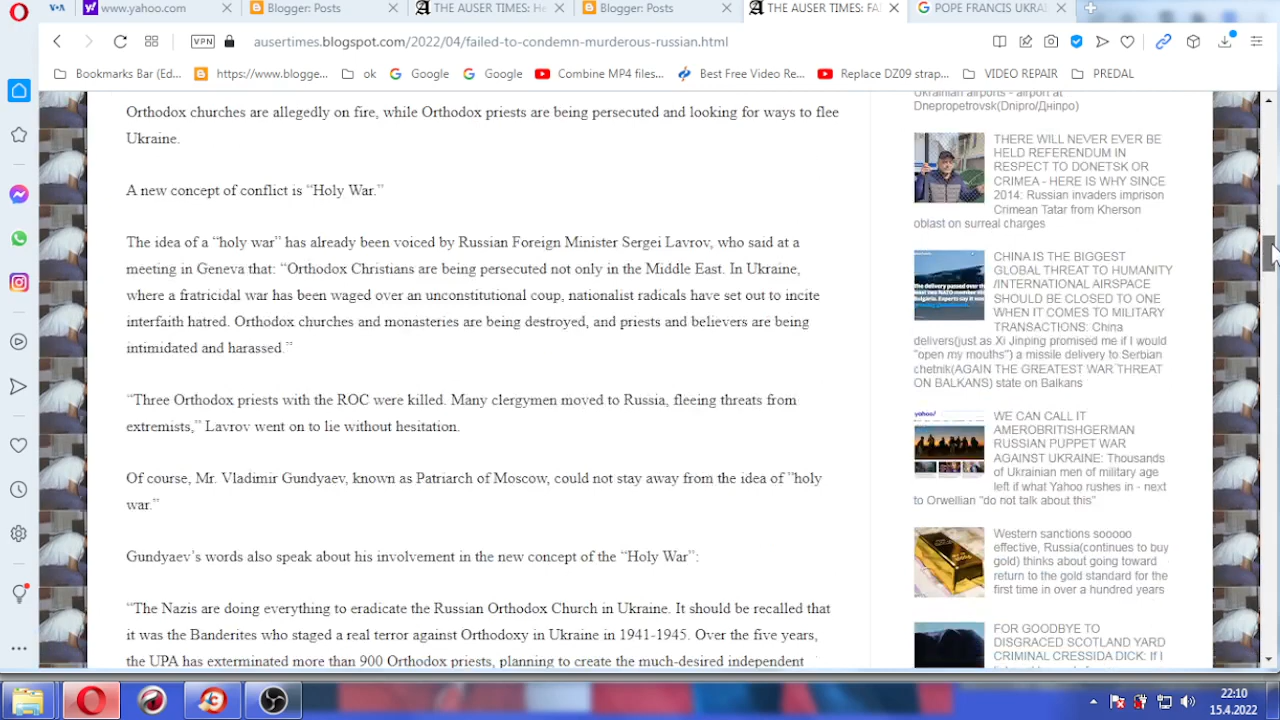 www.yahoo.com
Blogger: Posts
THE AUSER TIMES: He
Blogger: Posts
THE AUSER TIMES: FA
POPE FRANCIS UKRA
VPN
ausertimes.blogspot.com/2022/04/failed-to-condemn-murderous-russian.html
Bookmarks Bar (Ed...
https://www.blogge...
ok
Google
Google
Combine MP4 files...
Best Free Video Re...
Replace DZ09 strap...
VIDEO REPAIR
PREDAL
Orthodox churches are allegedly on fire, while Orthodox priests are being persecuted and looking for ways to flee
Ukraine.
A new concept of conflict is “Holy War.”
The idea of a “holy war” has already been voiced by Russian Foreign Minister Sergei Lavrov, who said at a
meeting in Geneva that: “Orthodox Christians are being persecuted not only in the Middle East. In Ukraine,
where a fratricidal war has been waged over an unconstitutional coup, nationalist radicals have set out to incite
interfaith hatred. Orthodox churches and monasteries are being destroyed, and priests and believers are being
intimidated and harassed.”
“Three Orthodox priests with the ROC were killed. Many clergymen moved to Russia, fleeing threats from
extremists,” Lavrov went on to lie without hesitation.
Of course, Mr. Vladimir Gundyaev, known as Patriarch of Moscow, could not stay away from the idea of ”holy
war.”
Gundyaev’s words also speak about his involvement in the new concept of the “Holy War”:
“The Nazis are doing everything to eradicate the Russian Orthodox Church in Ukraine. It should be recalled that
it was the Banderites who staged a real terror against Orthodoxy in Ukraine in 1941-1945. Over the five years,
the UPA has exterminated more than Orthodox priests, planning to create the much-desired independent
Ukrainian airports - airport at
Dnepropetrovsk(Dnipro/Дніпро)
THERE WILL NEVER EVER BE
HELD REFERENDUM IN
RESPECT TO DONETSK OR
CRIMEA - HERE IS WHY SINCE
2014. Russian invaders imprison
Crimean Tatar from Kherson
oblast on surreal charges
CHINA IS THE BIGGEST
GLOBAL THREAT TO HUMANITY
/INTERNATIONAL AIRSPACE
SHOULD BE CLOSED TO ONE
WHEN IT COMES TO MILITARY
TRANSACTIONS: China
delivers(just as Xi Jinping promised me if I would
"open my mouths") a missile delivery to Serbian
chetnik(AGAIN THE GREATEST WAR THREAT
ON BALKANS) state on Balkans
WE CAN CALL IT
AMEROBRITISHGERMAN
RUSSIAN PUPPET WAR
AGAINST UKRAINE: Thousands
of Ukrainian men of military age
left if what Yahoo rushes in - next
to Orwellian "do not talk about this"
Western sanctions sooooo
effective, Russia(continues to buy
gold) thinks about going toward
return to the gold standard for the
first time in over a hundred years
FOR GOODBYE TO
DISGRACED SCOTLAND YARD
CRIMINAL CRESSIDA DICK: If I
22:10
15.4.2022